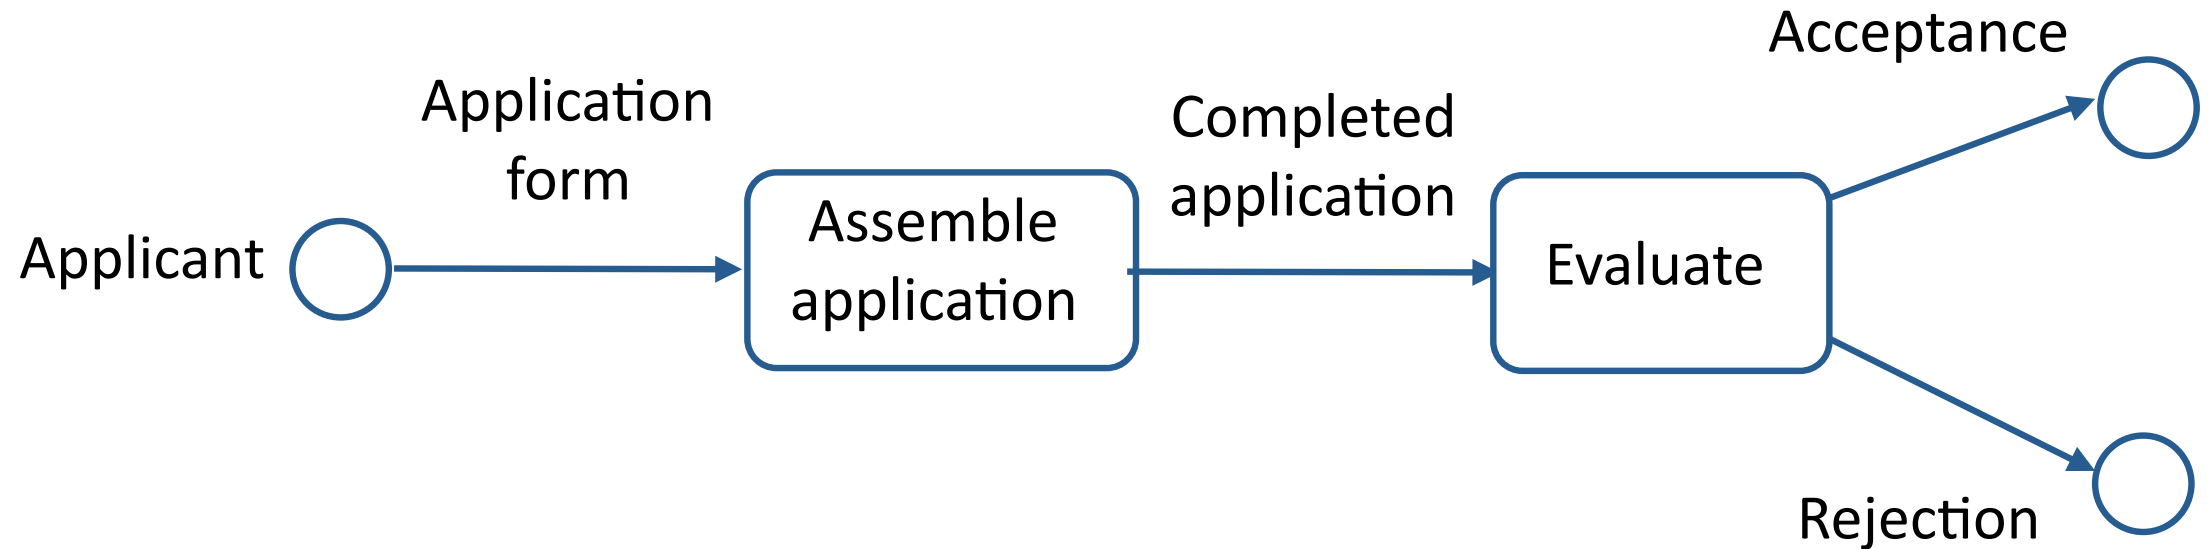 Applicant
Application
form
Assemble
application
Completed
application
Evaluate
Acceptance
Rejection